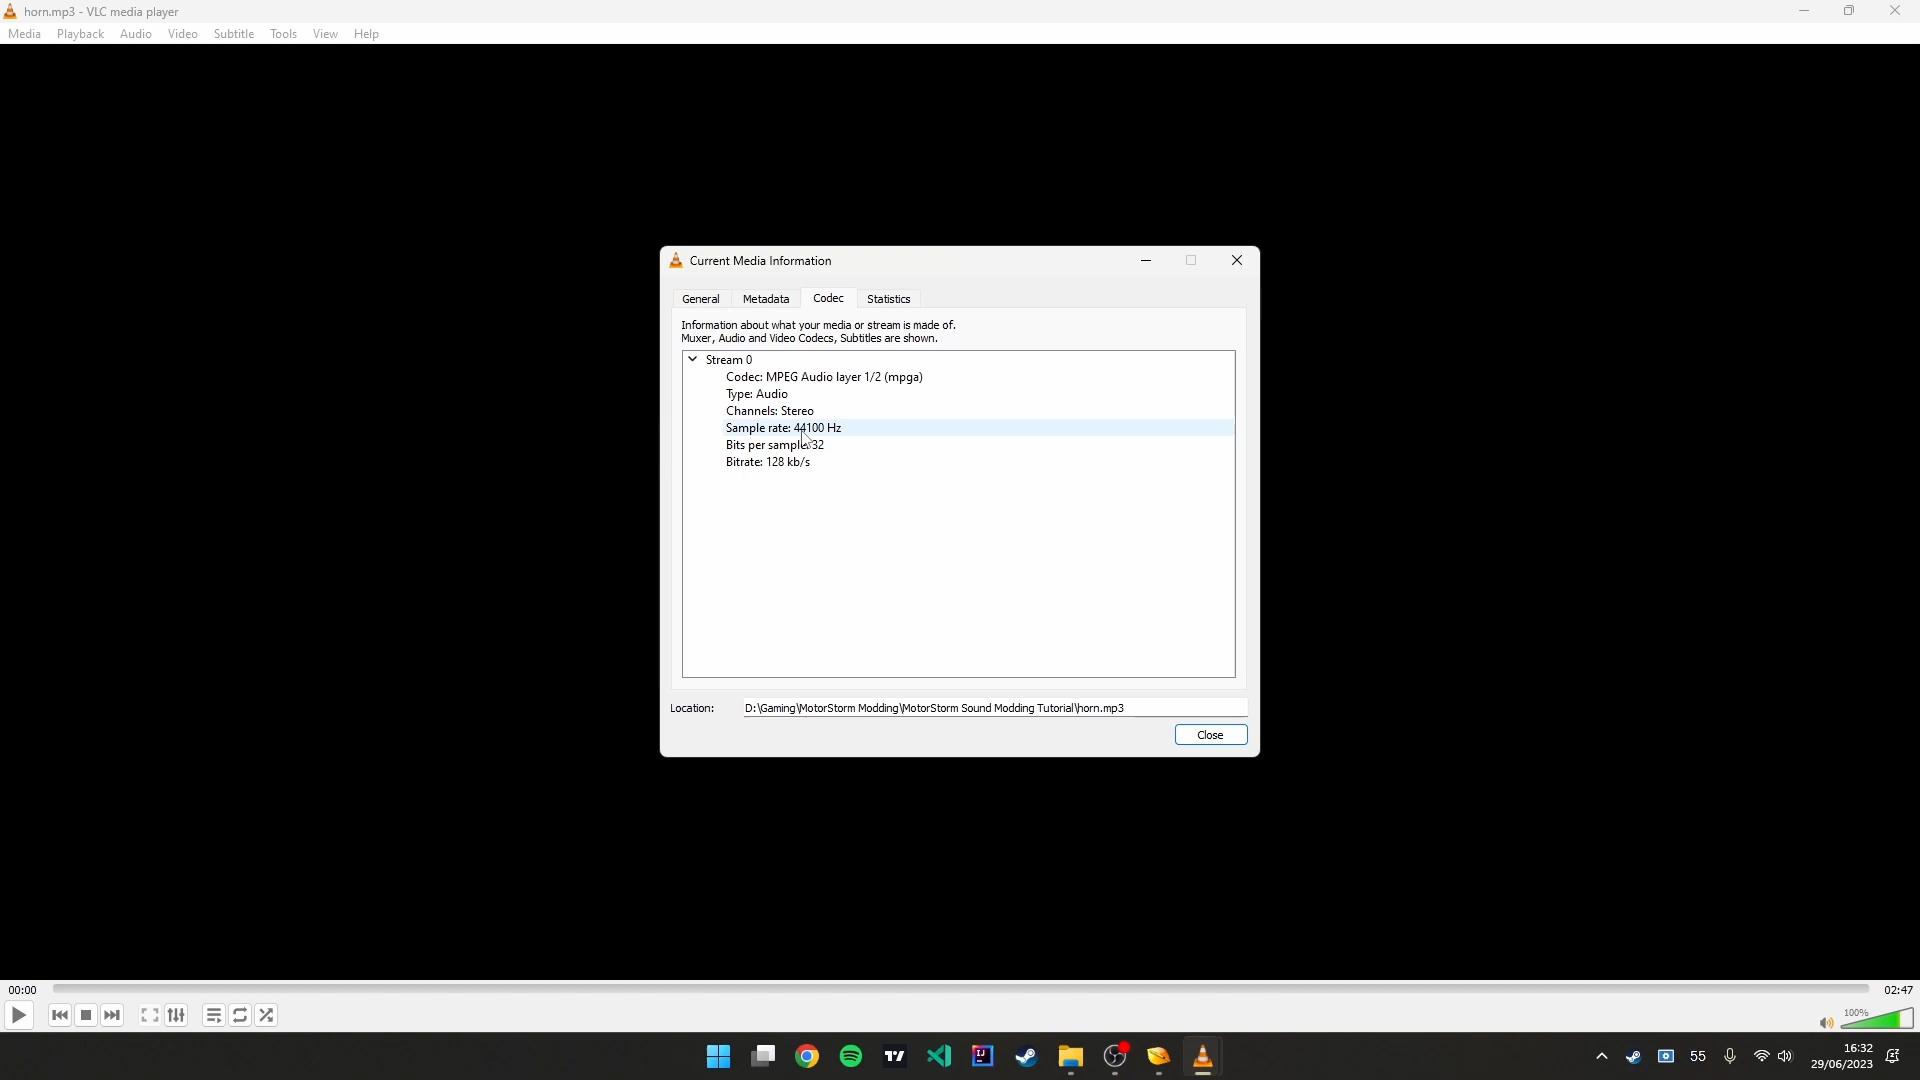 horn.mp3 - VLC media player
Media Playback Audio Video Subtitle Tools View Help
Current Media Information
General Metadata Codec Statistics
Information about what your media or stream is made of.
Muxer, Audio and Video Codecs, Subtitles are shown.
Stream 0
Codec: MPEG Audio layer 1/2 (mpga)
Type: Audio
Channels: Stereo
Sample rate: 44100 Hz
Bits per sample: 32
Bitrate: 128 kb/s
Location: D:\Gaming\MotorStorm Modding\MotorStorm Sound Modding Tutorial\horn.mp3
Close
00:00 02:47
100%
55
16:32
29/06/2023